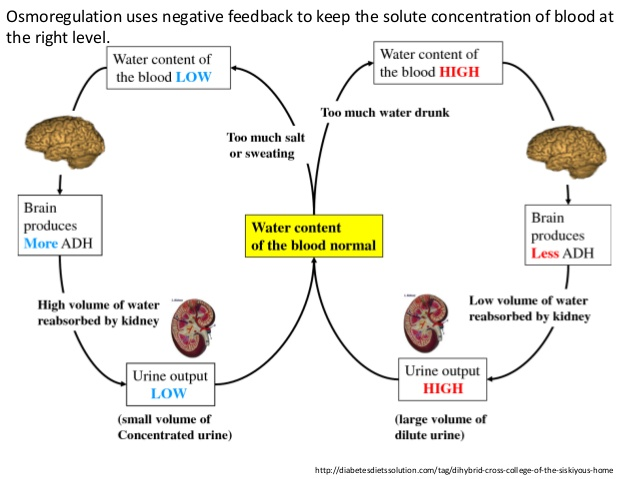 Osmoregulation uses negative feedback to keep the solute concentration of blood at
the right level.
Water content of
the blood LOW
Water content of
the blood HIGH
Too much salt
or sweating
Too much water drunk
Brain
produces
More ADH
Water content
of the blood normal
Brain
produces
Less ADH
High volume of water
reabsorbed by kidney
Low volume of water
reabsorbed by kidney
Urine output
LOW
Urine output
HIGH
(small volume of
Concentrated urine)
(large volume of
dilute urine)
http://diabetesdietssolution.com/tag/dihybrid-cross-college-of-the-siskiyous-home